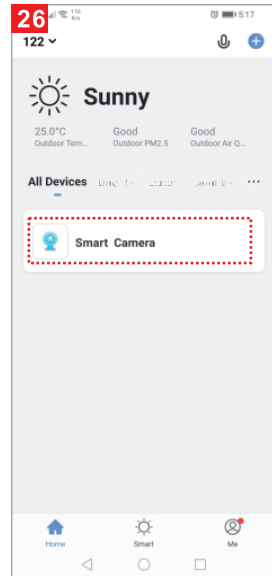 26
116
K/s
5:17
122
Sunny
25.0°C Good Good
Outdoor Tem... Outdoor PM2.5 Outdoor Air Q...
All Devices ...
Smart Camera
Home Smart Me